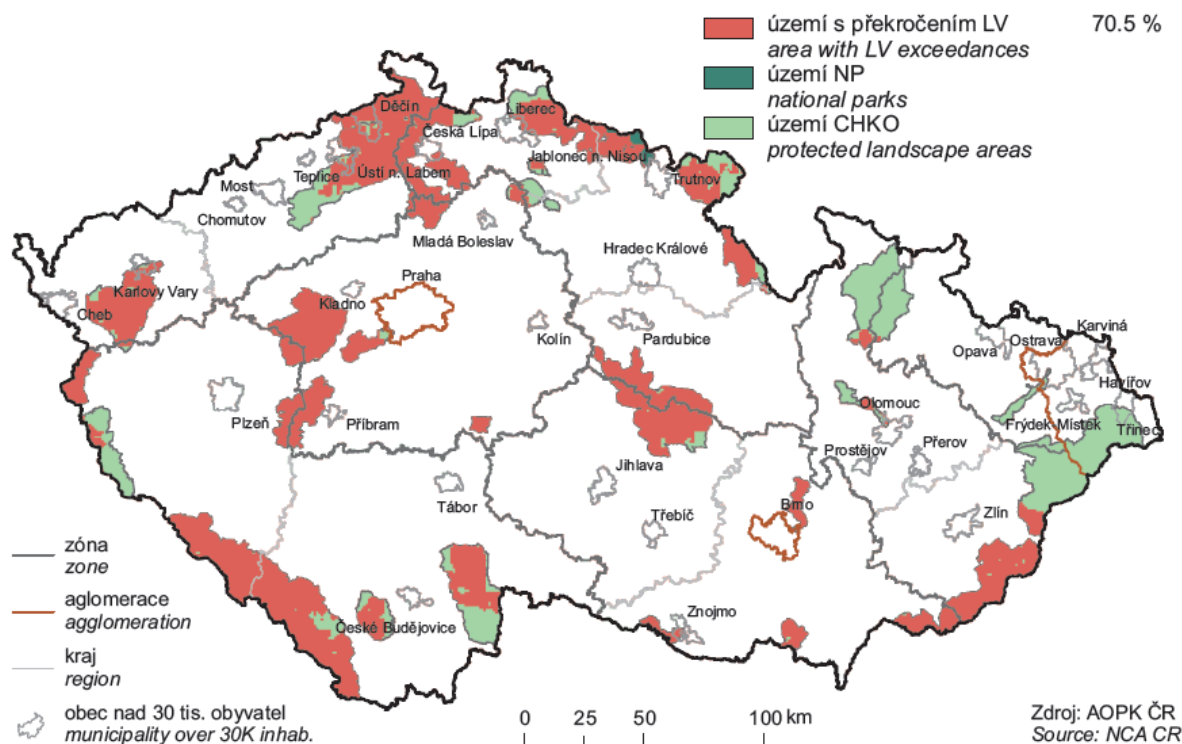 území s překročením LV 70.5 %
area with LV exceedances
území NP
national parks
území CHKO
protected landscape areas
Děčín
Liberec
Česká Lípa
Jablonec n. Nisou
Teplice
Ústí n. Labem
Trutnov
Most
Chomutov
Mladá Boleslav
Hradec Králové
Karlovy Vary
Cheb
Kladno
Praha
Kolín
Pardubice
Karviná
Ostrava
Opava
Havířov
Plzeň
Příbram
Olomouc
Frýdek Místek
Třinec
Přerov
Prostějov
Jihlava
Tábor
Třebíč
Brno
Zlín
České Budějovice
Znojmo
zóna
zone
aglomerace
agglomeration
kraj
region
obec nad 30 tis. obyvatel
municipality over 30K inhab.
0 25 50 100 km
Zdroj: AOPK ČR
Source: NCA CR